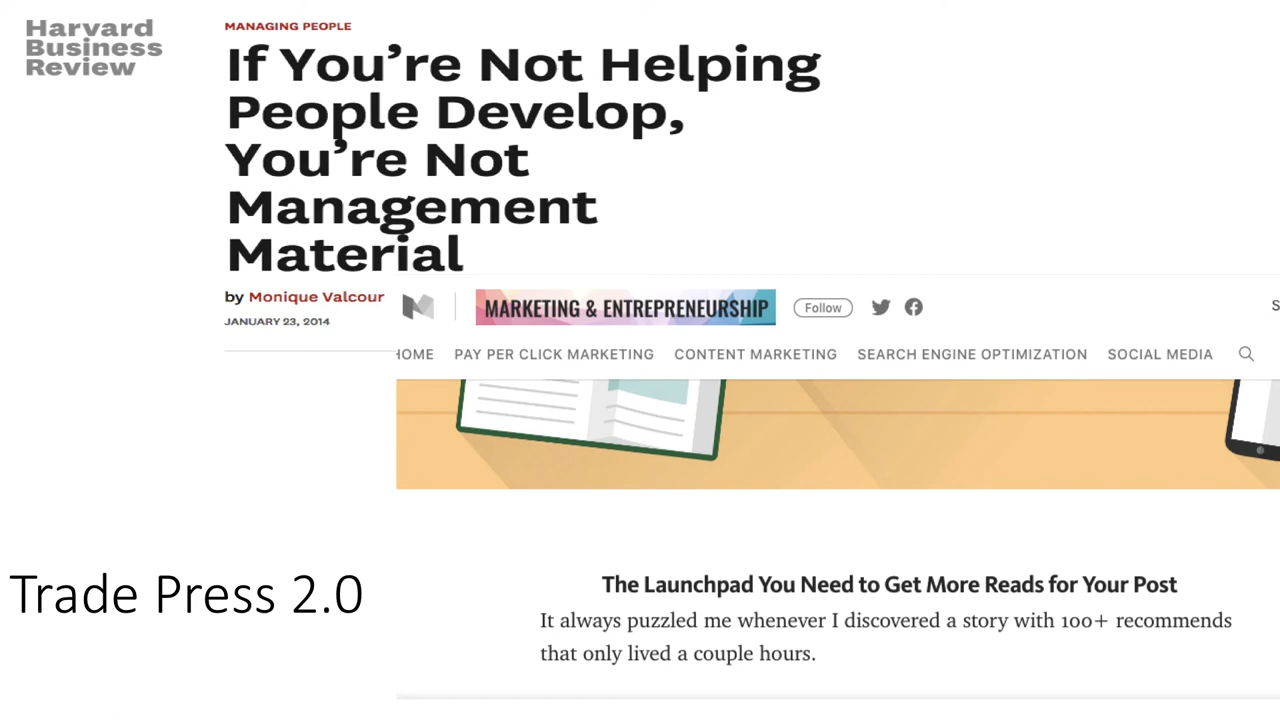 Harvard
Business
Review
MANAGING PEOPLE
If You're Not Helping
People Develop,
You're Not
Management
Material
by Monique Valcour
JANUARY 23, 2014
MARKETING & ENTREPRENEURSHIP
Follow
S
HOME PAY PER CLICK MARKETING CONTENT MARKETING SEARCH ENGINE OPTIMIZATION SOCIAL MEDIA
Trade Press 2.0
The Launchpad You Need to Get More Reads for Your Post
It always puzzled me whenever I discovered a story with 100+ recommends
that only lived a couple hours.